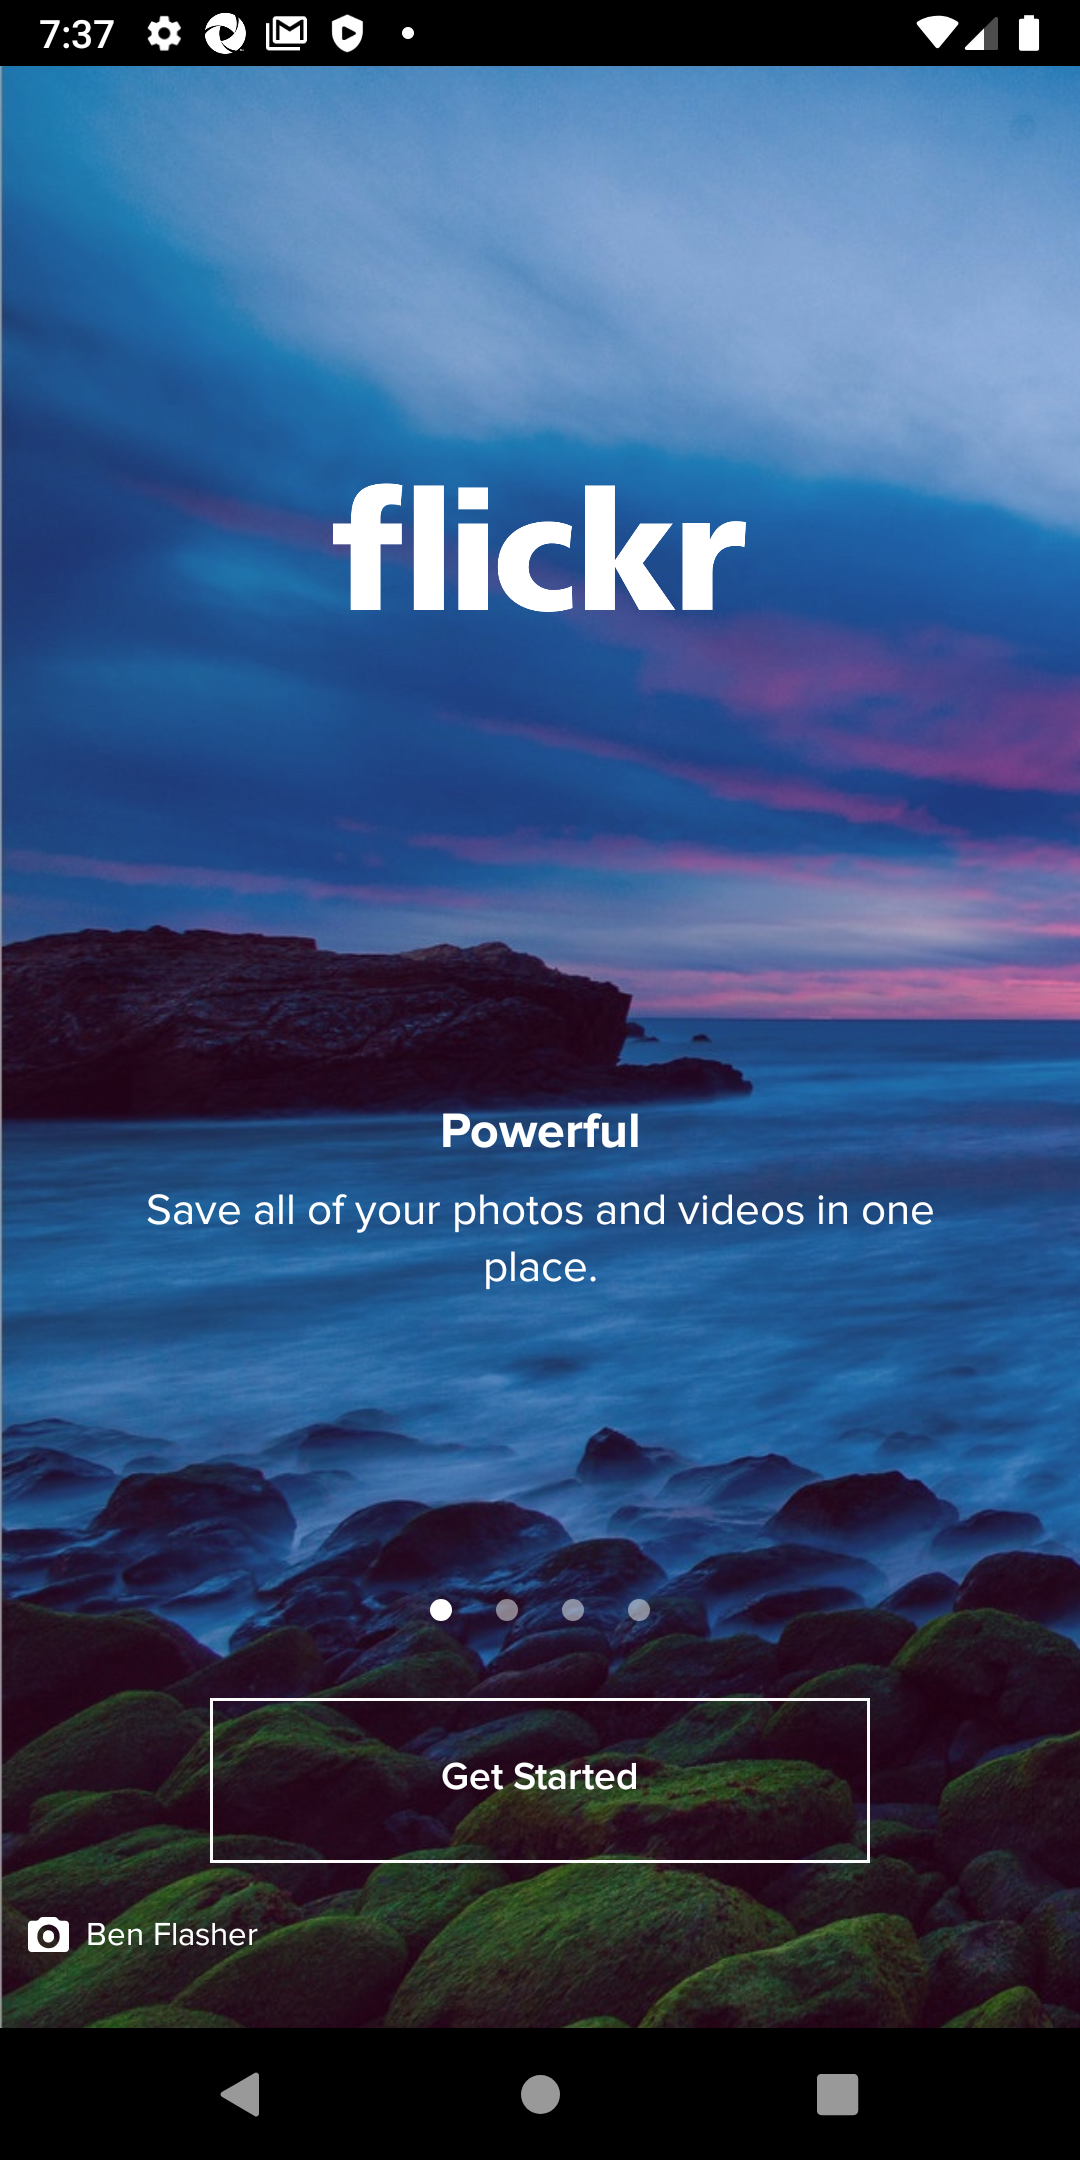 7:37
flickr
Powerful
Save all of your photos and videos in one
place.
Get Started
Ben Flasher